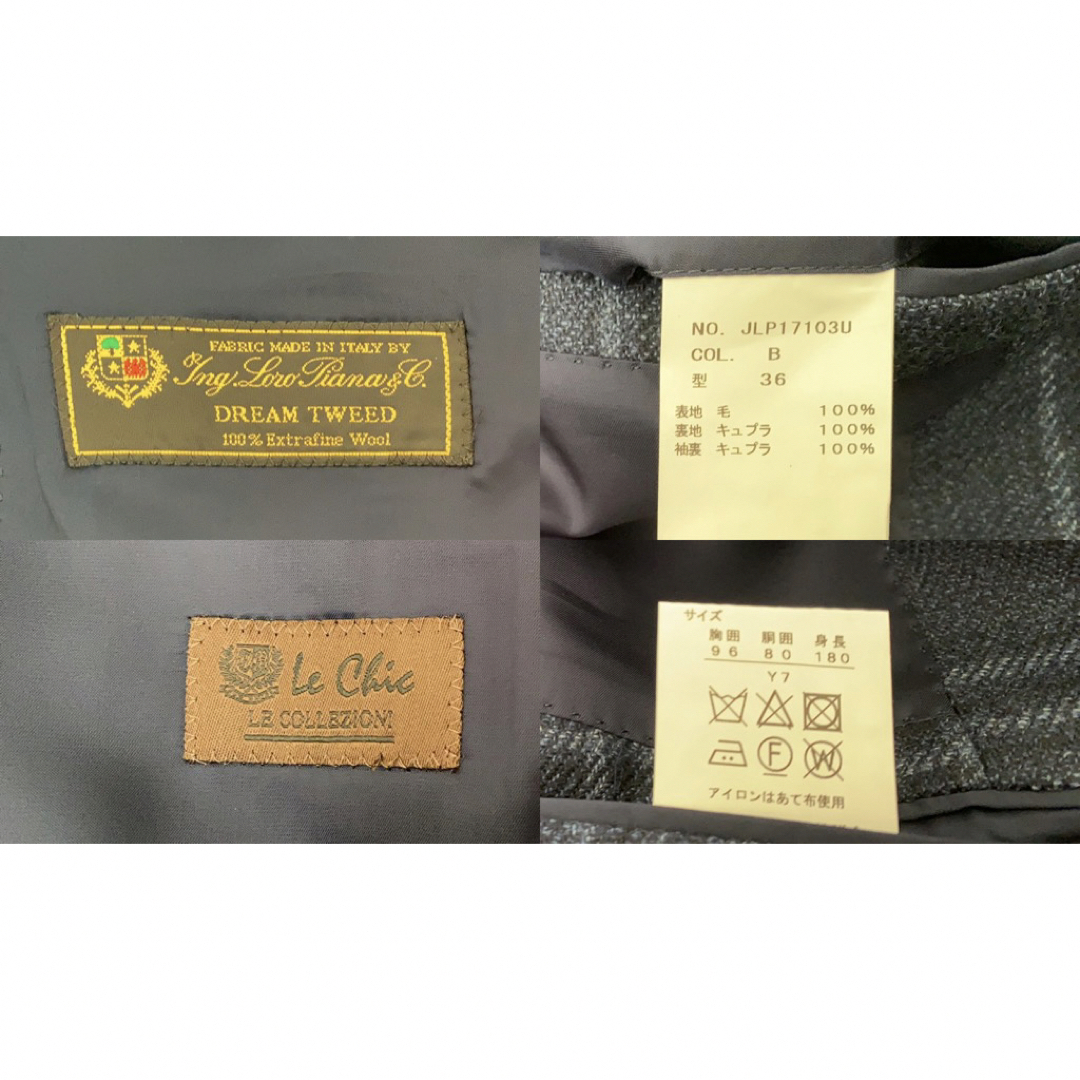 FABRIC MADE IN ITALY BY
Ing. Loro Piana & C.
DREAM TWEED
100% Extrafine Wool
NO. JLP17103U
COL. B
型 36
表地 毛 100%
裏地 キュプラ 100%
袖裏 キュプラ 100%
Le Chic
LE COLLEZIONI
サイズ
胸囲 胴囲 身長
96 80 180
Y7
F
W
アイロンはあて布使用